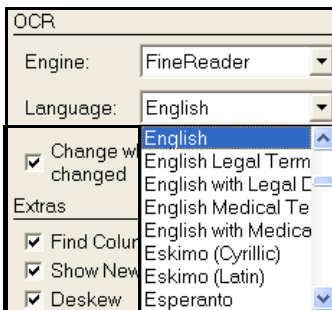 OCR
Engine: FineReader
Language: English
English
Change
changed
English Legal Term
English with Legal
English Medical Te
English with Medica
Eskimo (Cyrillic)
Eskimo (Latin)
Esperanto
Extras
Find
Show New
Deskew